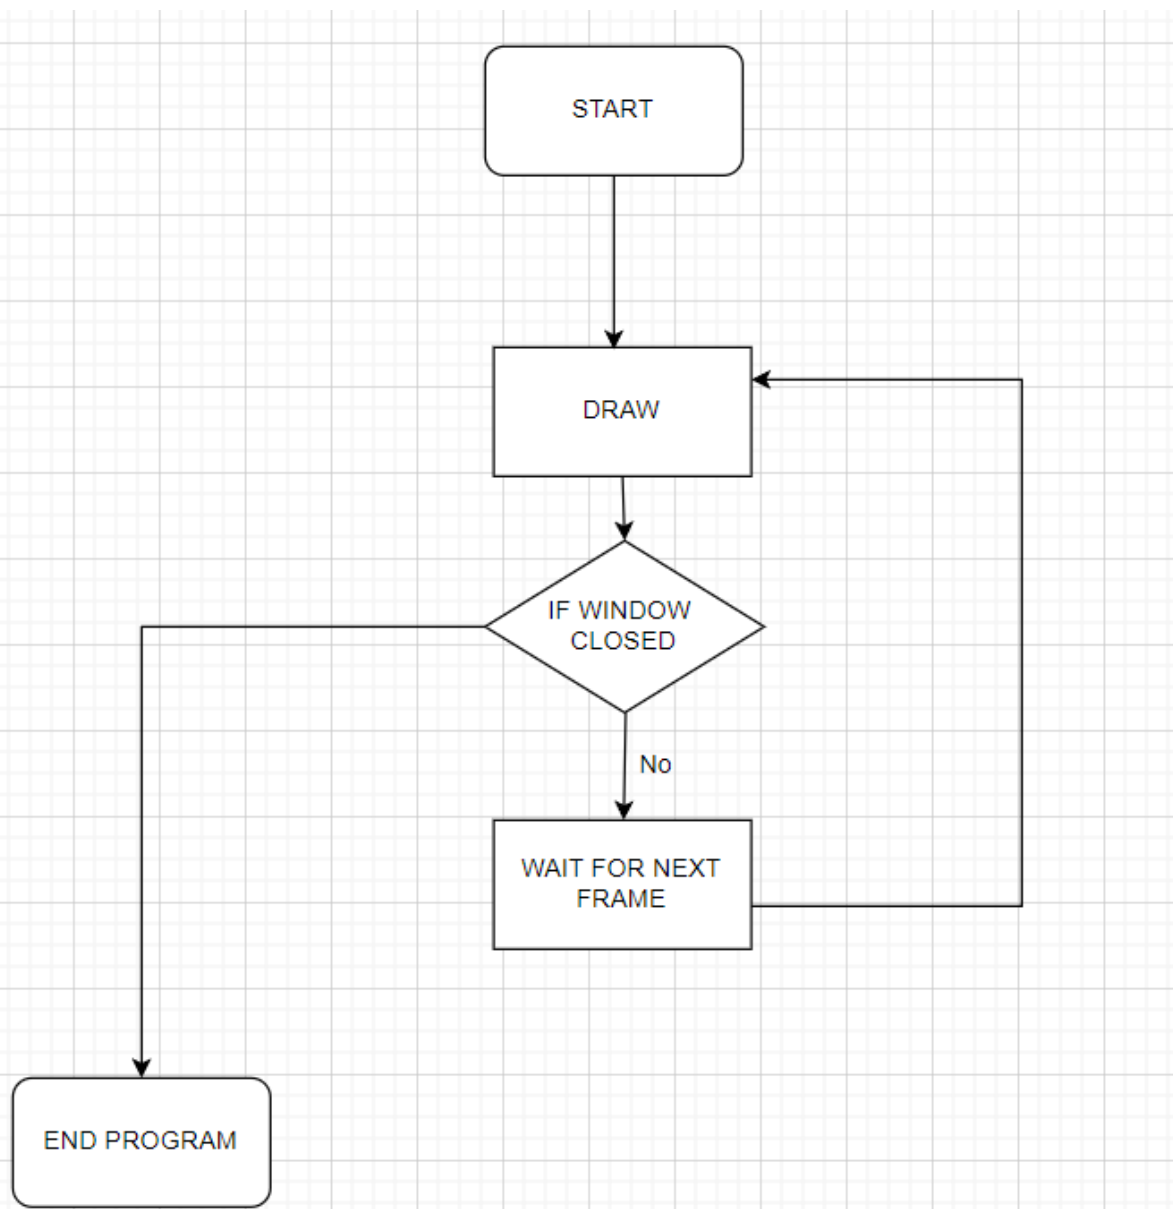 START
DRAW
IF WINDOW
CLOSED
No
WAIT FOR NEXT
FRAME
END PROGRAM